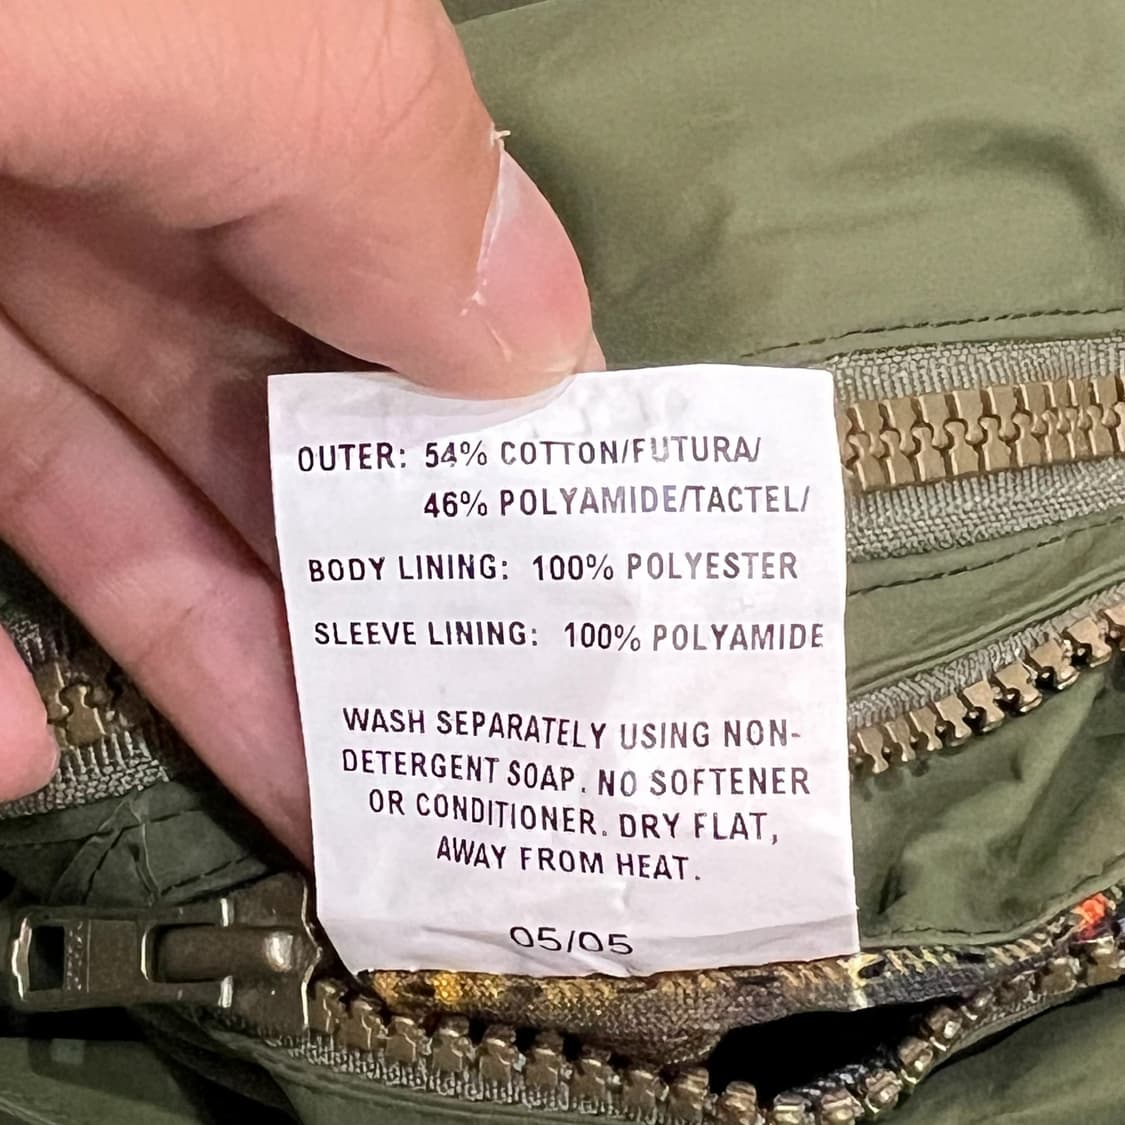 OUTER: 54% COTTON/FUTURA/
46% POLYAMIDE/TACTEL/
BODY LINING: 100% POLYESTER
SLEEVE LINING: 100% POLYAMIDE
WASH SEPARATELY USING NON-
DETERGENT SOAP. NO SOFTENER
OR CONDITIONER. DRY FLAT,
AWAY FROM HEAT.
05/05